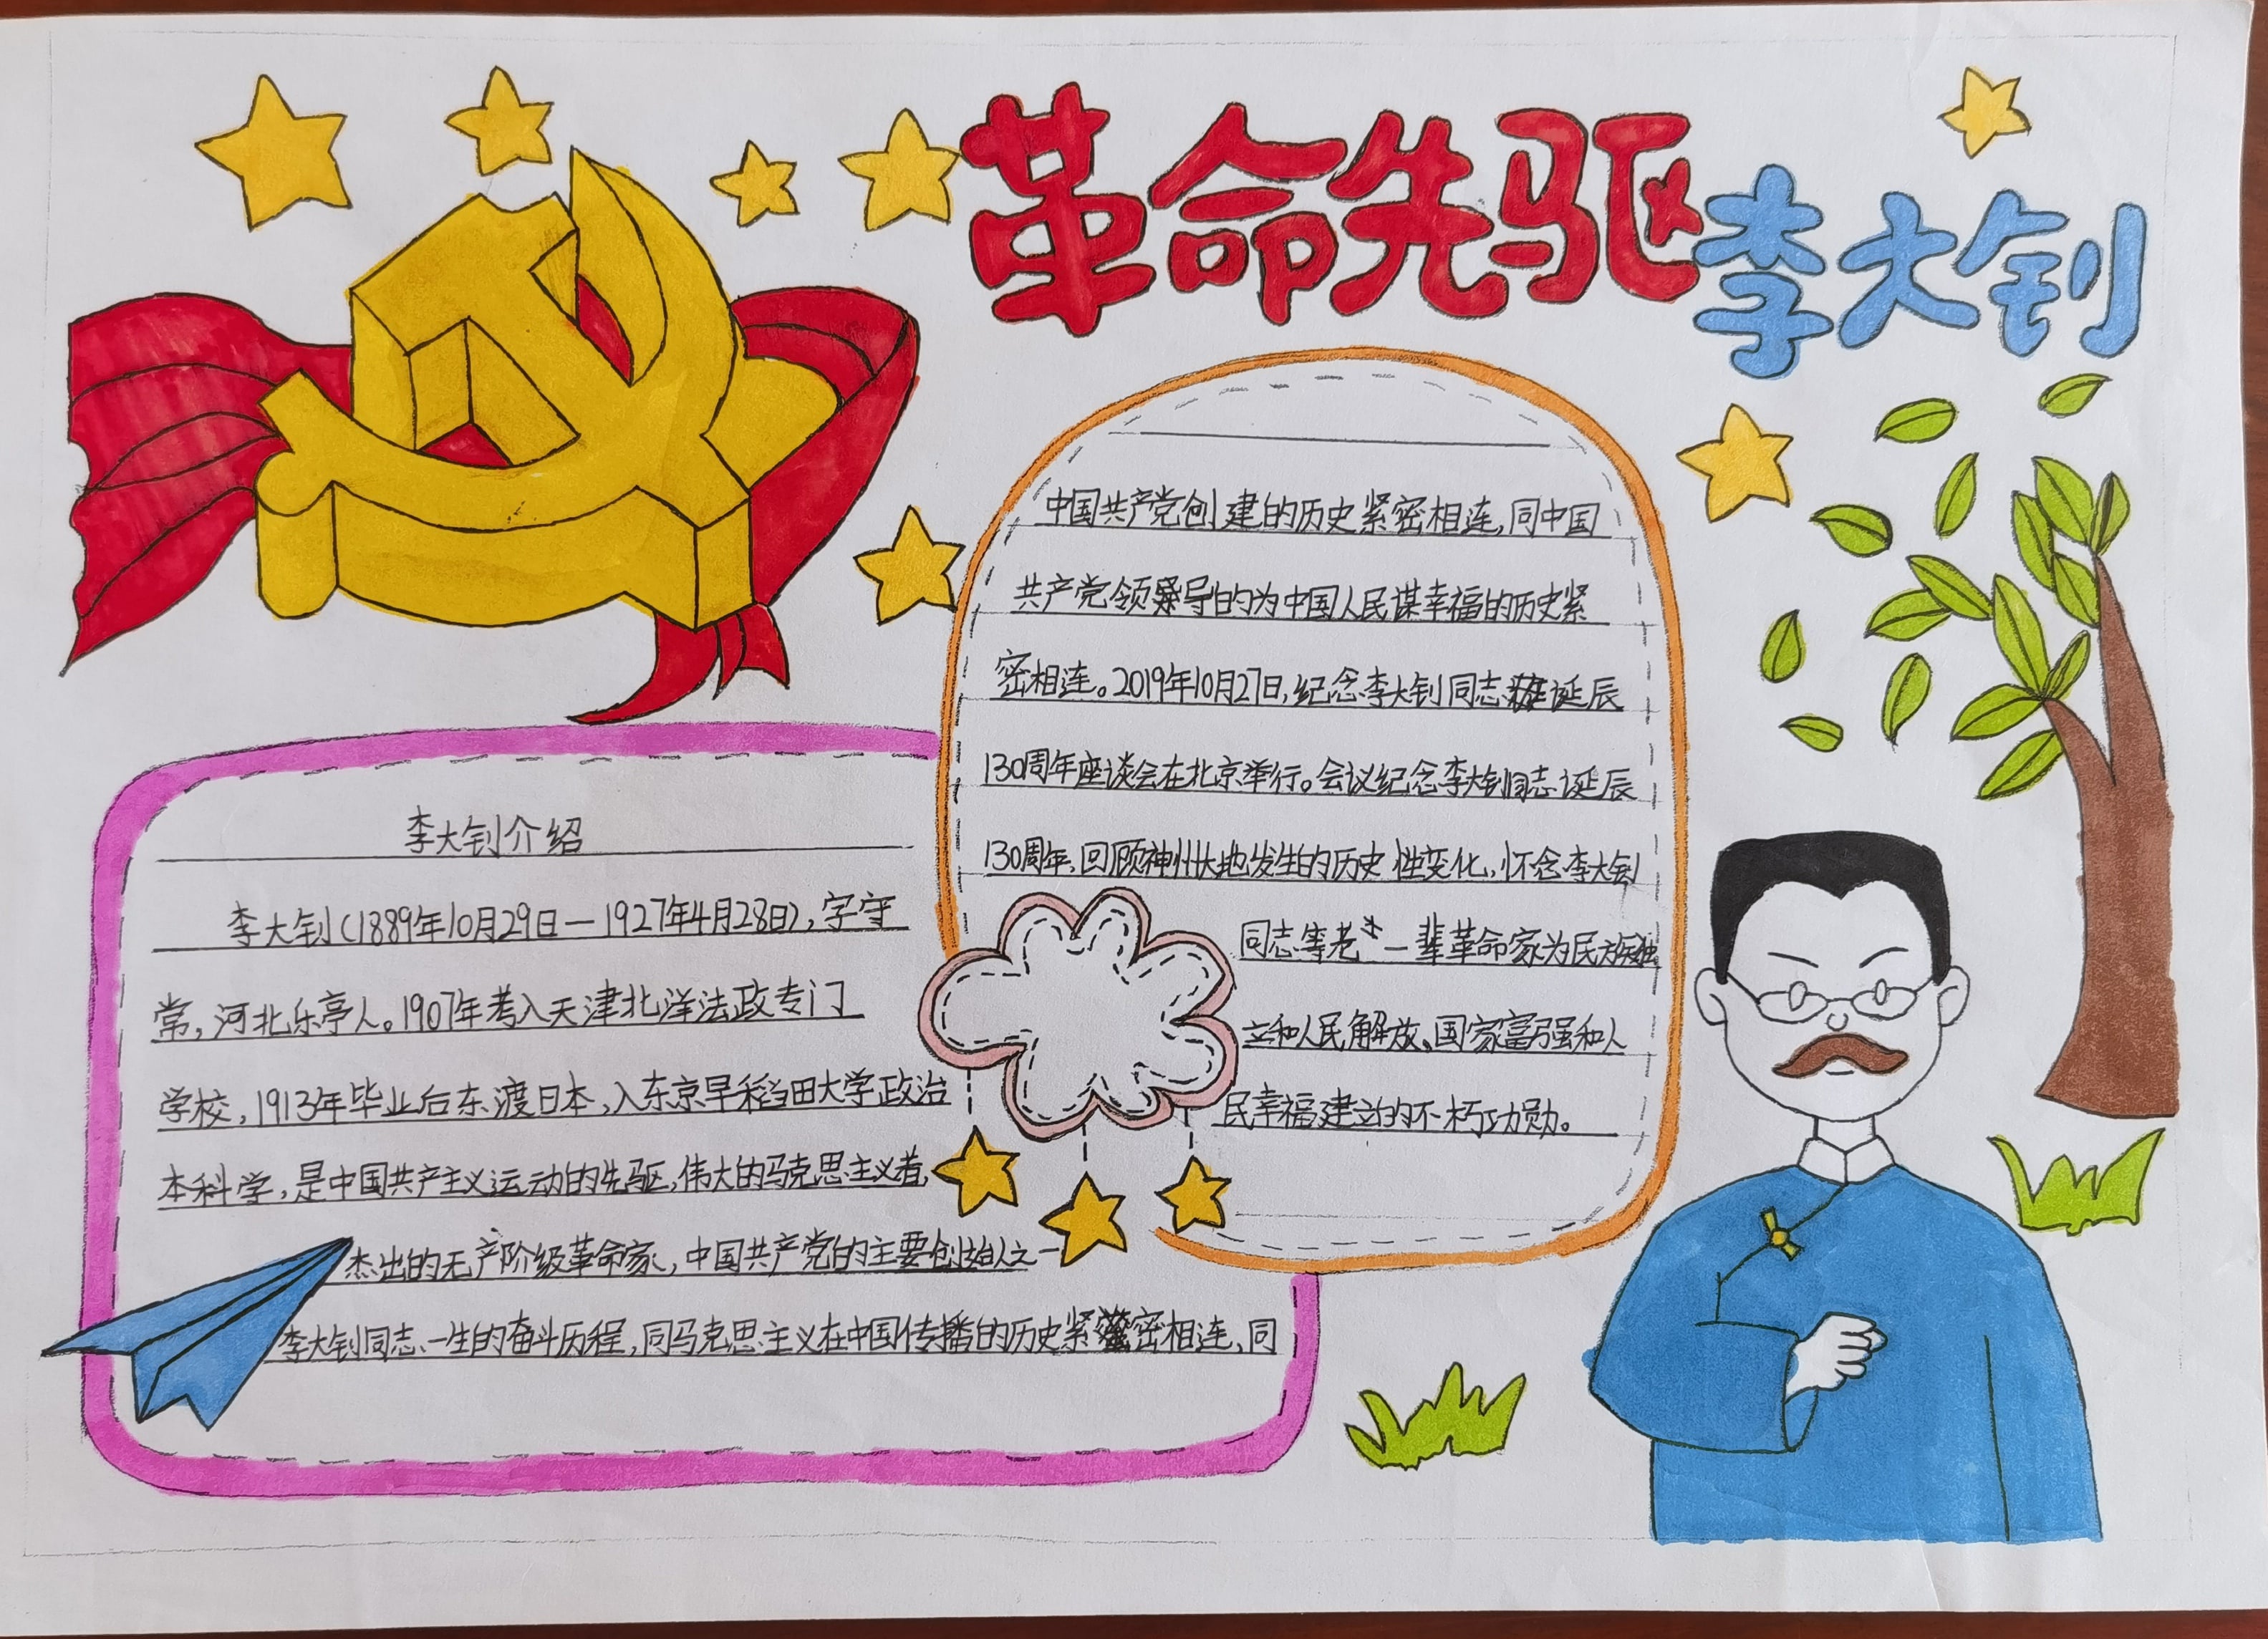 革命先驱李大钊
李大钊介绍
李大钊(1889年10月29日—1927年4月28日),字守
常,河北乐亭人。1907年考入天津北洋法政专门
学校,1913年毕业后东渡日本,入东京早稻田大学政治
本科学,是中国共产主义运动的先驱,伟大的马克思主义者,
杰出的无产阶级革命家,中国共产党的主要创始人之一
李大钊同志一生的奋斗历程,同马克思主义在中国传播的历史紧密相连、同
中国共产党创建的历史紧密相连,同中国
共产党领导的为中国人民谋幸福的历史紧
密相连。2019年10月27日,纪念李大钊同志诞辰
130周年座谈会在北京举行。会议纪念李大钊同志诞辰
130周年,回顾神州大地发生的历史性变化,怀念李大钊
同志等老一辈革命家为民族独
立和人民解放、国家富强和人
民幸福建立的不朽功勋。